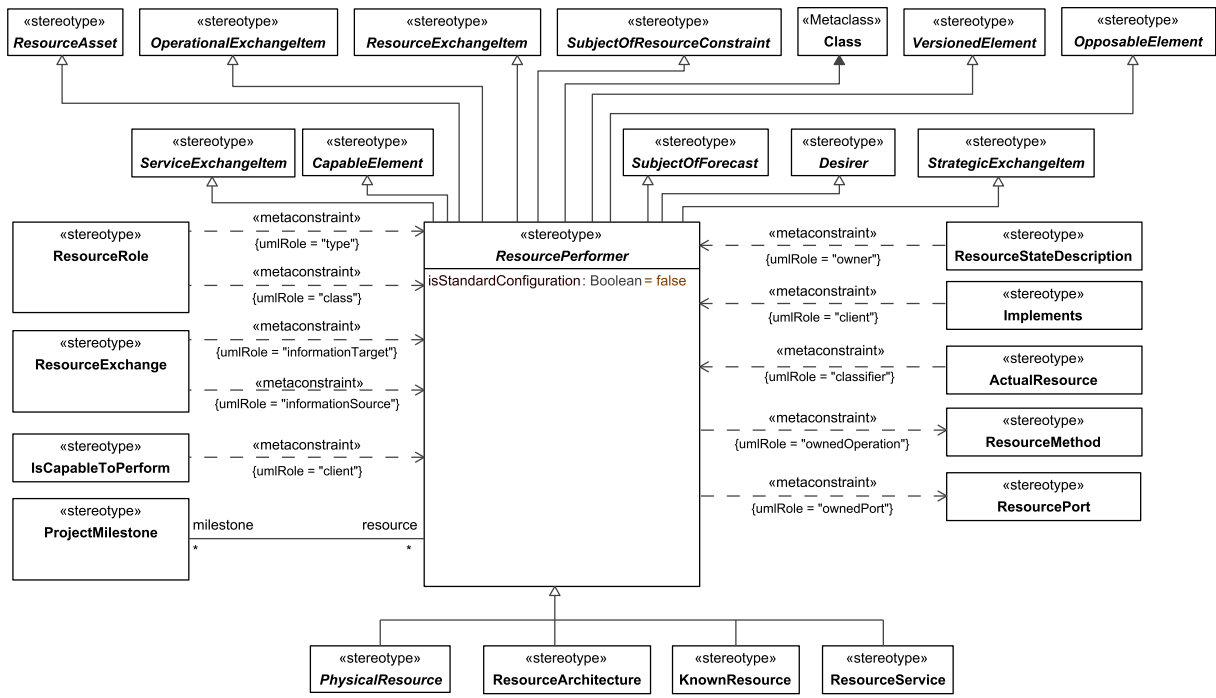 «stereotype»
ResourceAsset
«stereotype»
OperationalExchangeItem
«stereotype»
ResourceExchangeItem
«stereotype»
SubjectOfResourceConstraint
«Metaclass»
Class
«stereotype»
VersionedElement
«stereotype»
OpposableElement
«stereotype»
ServiceExchangeItem
«stereotype»
CapableElement
«stereotype»
SubjectOfForecast
«stereotype»
Desirer
«stereotype»
StrategicExchangeItem
«stereotype»
ResourceRole
«metaconstraint»
{umlRole = "type"}
«metaconstraint»
{umlRole = "class"}
«stereotype»
ResourceExchange
«metaconstraint»
{umlRole = "informationTarget"}
«metaconstraint»
{umlRole = "informationSource"}
«stereotype»
IsCapableToPerform
«metaconstraint»
{umlRole = "client"}
«stereotype»
ProjectMilestone
milestone
*
resource
*
«stereotype»
ResourcePerformer
isStandardConfiguration : Boolean = false
«metaconstraint»
{umlRole = "owner"}
«stereotype»
ResourceStateDescription
«metaconstraint»
{umlRole = "client"}
«stereotype»
Implements
«metaconstraint»
{umlRole = "classifier"}
«stereotype»
ActualResource
«metaconstraint»
{umlRole = "ownedOperation"}
«stereotype»
ResourceMethod
«metaconstraint»
{umlRole = "ownedPort"}
«stereotype»
ResourcePort
«stereotype»
PhysicalResource
«stereotype»
ResourceArchitecture
«stereotype»
KnownResource
«stereotype»
ResourceService